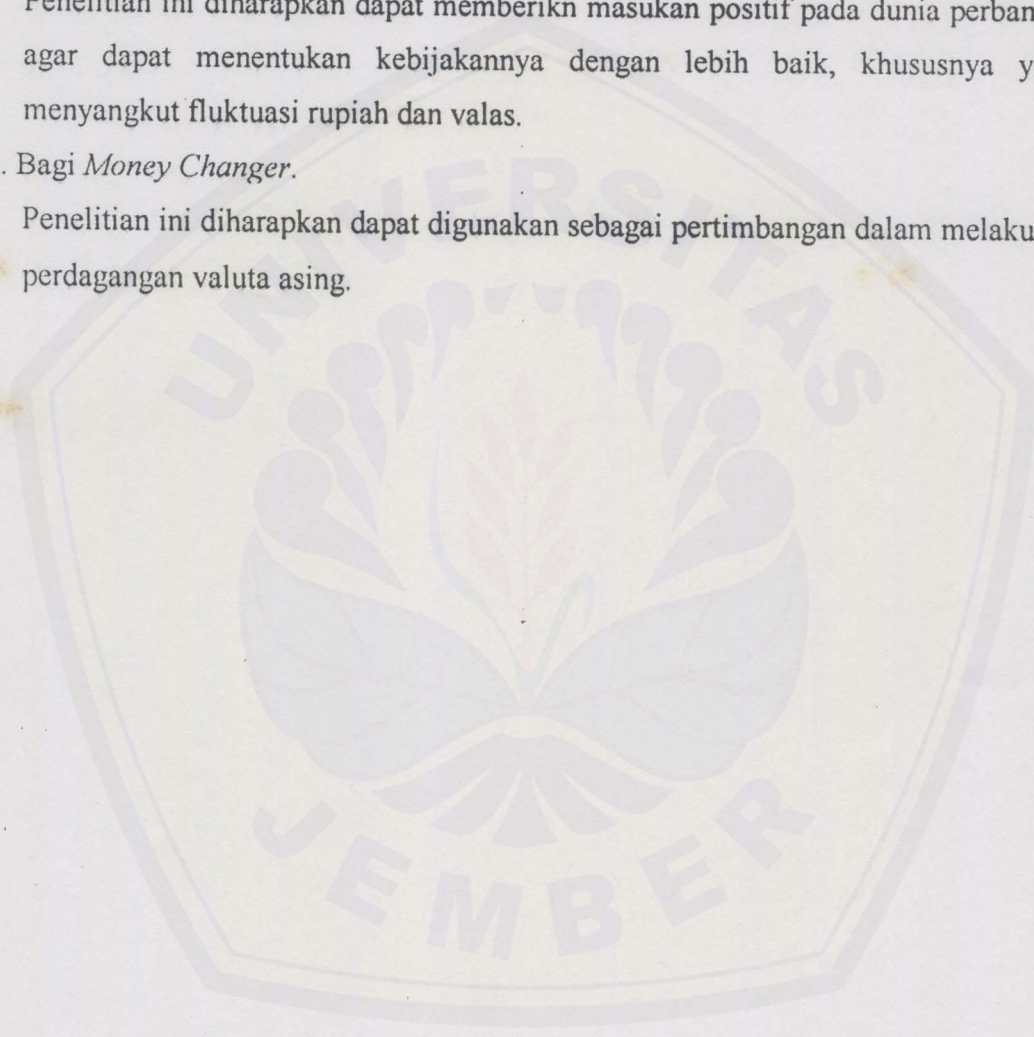 Penelitian ini diharapkan dapat memberikn masukan positif pada dunia perban
agar dapat menentukan kebijakannya dengan lebih baik, khususnya y
menyangkut fluktuasi rupiah dan valas.
. Bagi Money Changer.
Penelitian ini diharapkan dapat digunakan sebagai pertimbangan dalam melaku
perdagangan valuta asing.
UNIVERSITAS
JEMBER